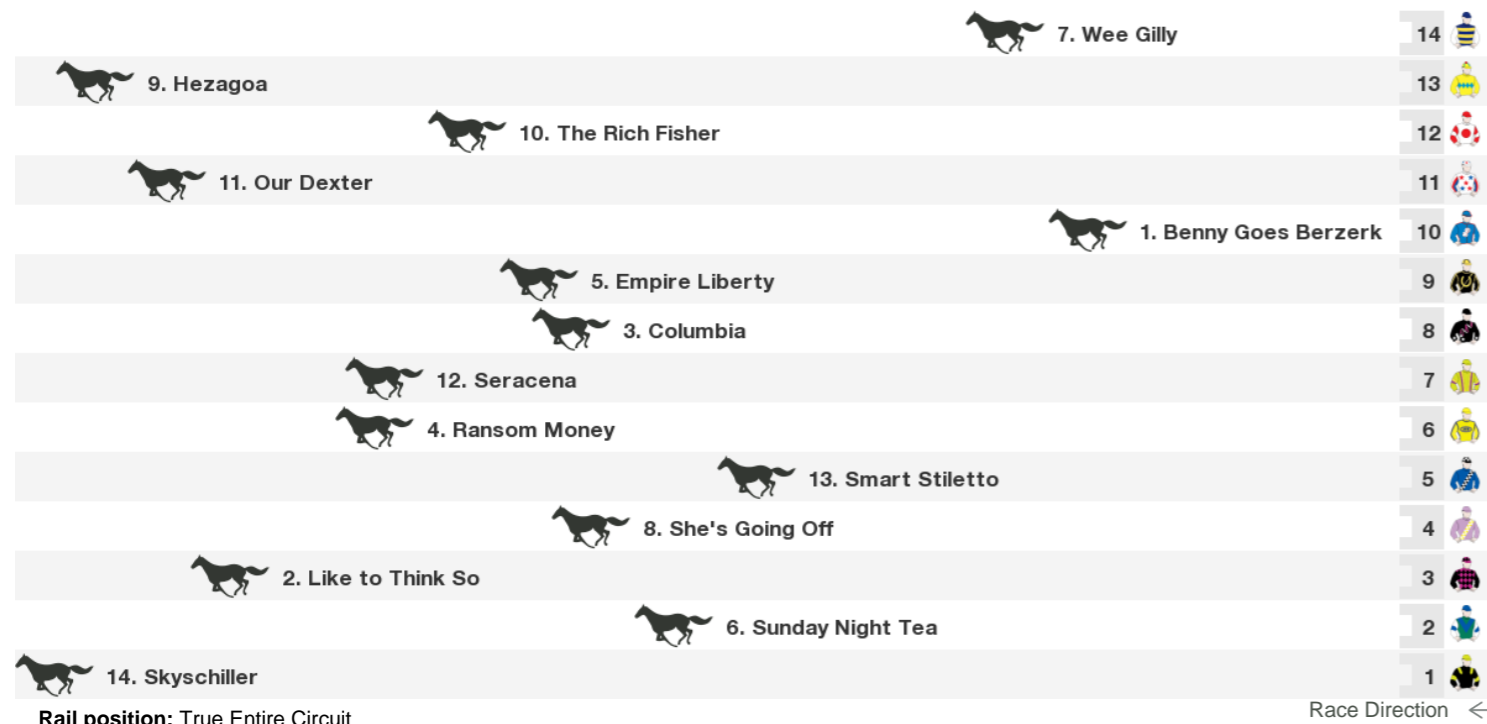 7. Wee Gilly 14
9. Hezagoa 13
10. The Rich Fisher 12
11. Our Dexter 11
1. Benny Goes Berzerk 10
5. Empire Liberty 9
3. Columbia 8
12. Seracena 7
4. Ransom Money 6
13. Smart Stiletto 5
8. She's Going Off 4
2. Like to Think So 3
6. Sunday Night Tea 2
14. Skyschiller 1
Rail position: True Entire Circuit
Race Direction